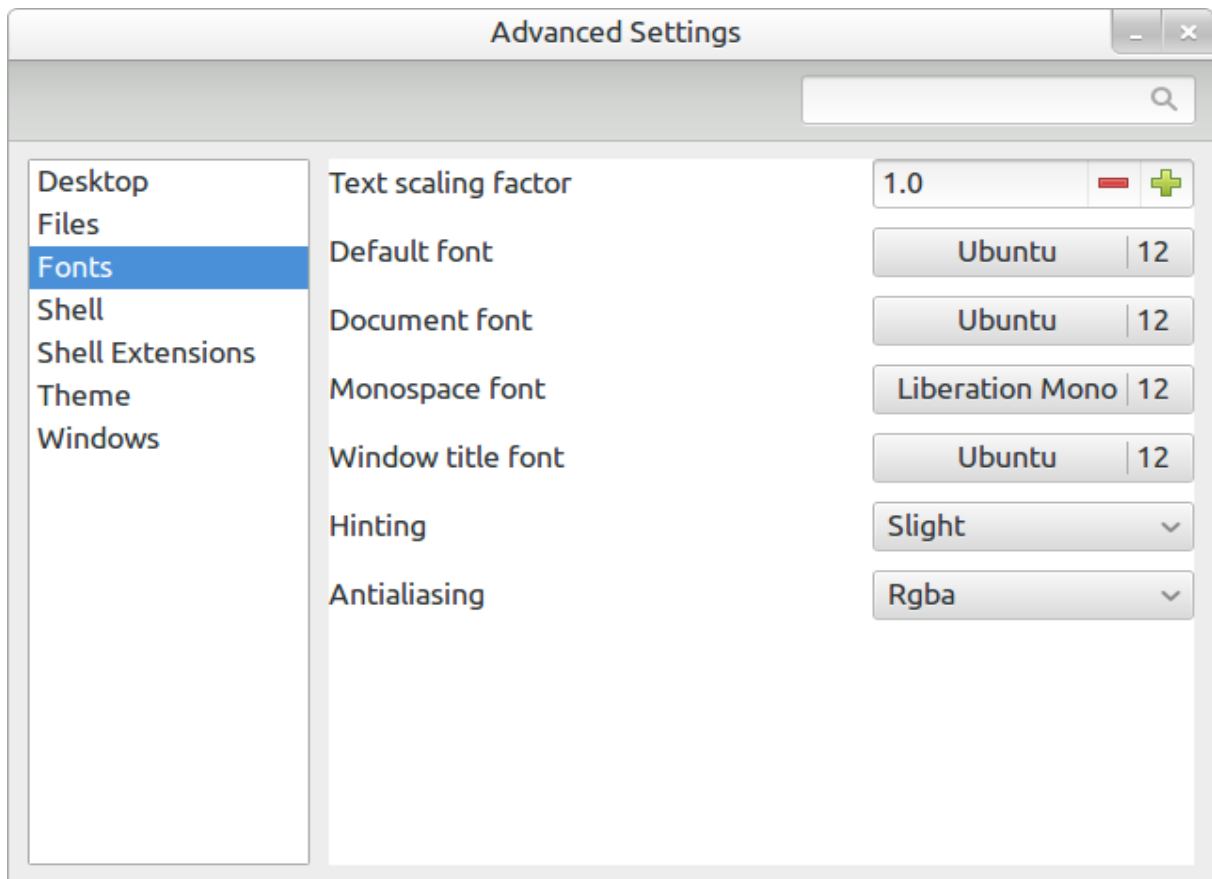 Advanced Settings
Desktop
Files
Fonts
Shell
Shell Extensions
Theme
Windows
Text scaling factor 1.0
Default font Ubuntu 12
Document font Ubuntu 12
Monospace font Liberation Mono 12
Window title font Ubuntu 12
Hinting Slight
Antialiasing Rgba